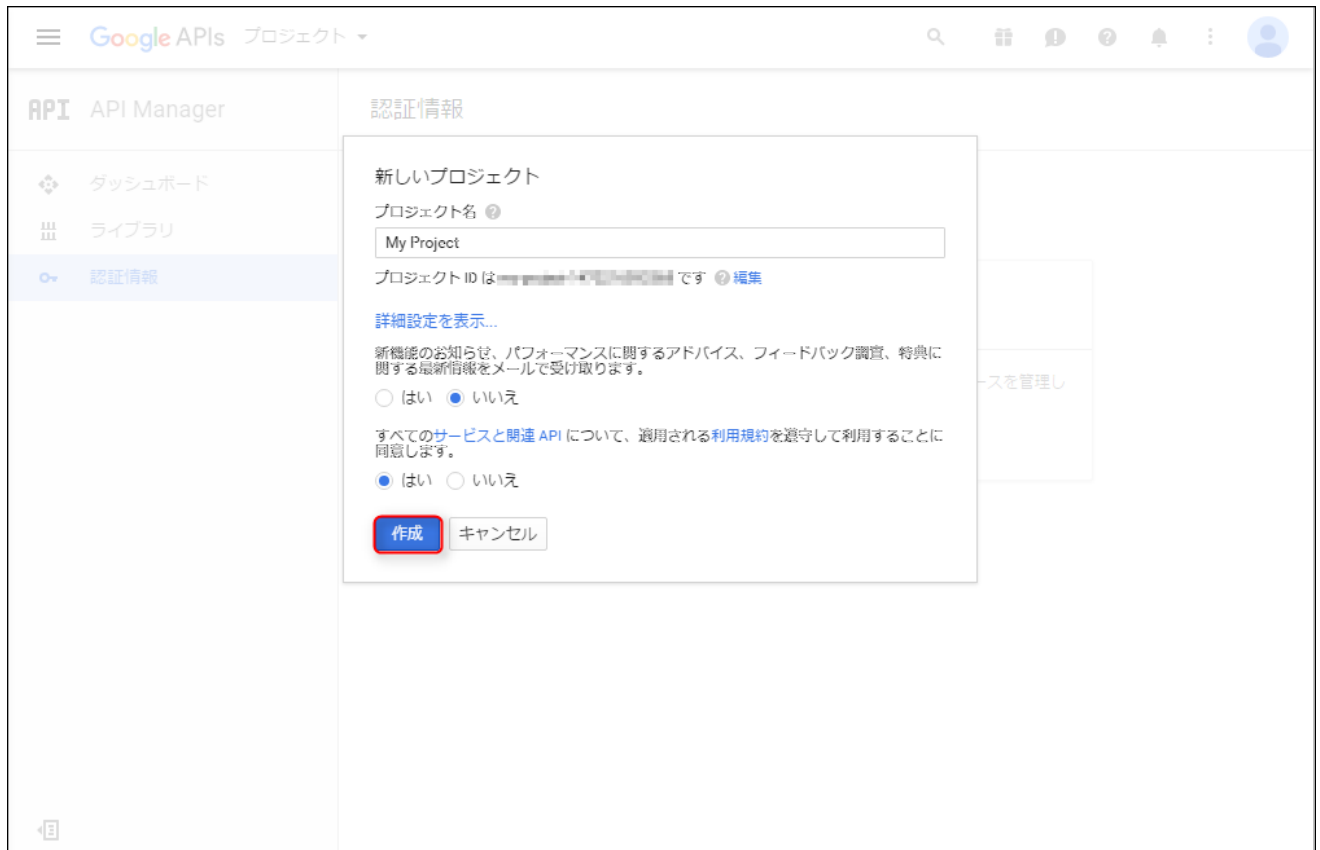 Google APIs プロジェクト
API API Manager
認証情報
ダッシュボード
ライブラリ
認証情報
新しいプロジェクト
プロジェクト名
My Project
プロジェクト ID は です 編集
詳細設定を表示...
新機能のお知らせ、パフォーマンスに関するアドバイス、フィードバック調査、特典に
関する最新情報をメールで受け取ります。
はい いいえ
すべてのサービスと関連 API について、適用される利用規約を遵守して利用することに
同意します。
はい いいえ
作成 キャンセル
ースを管理し